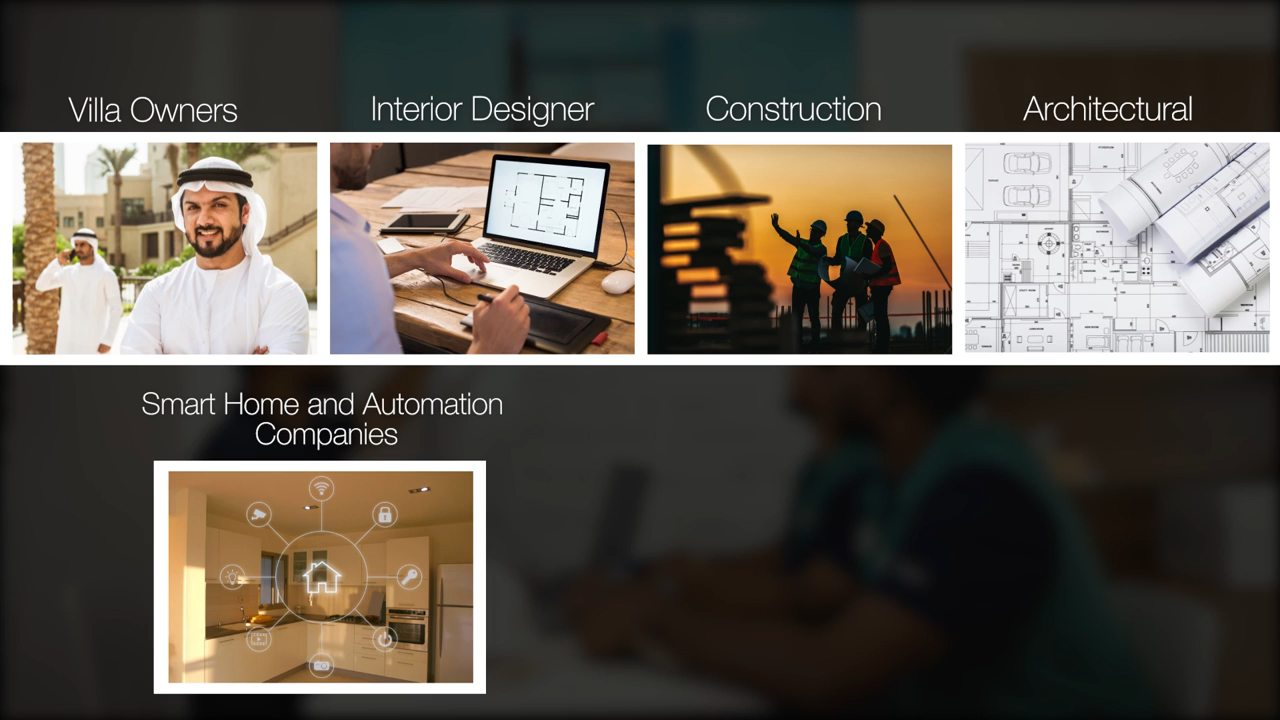 Villa Owners
Interior Designer
Construction
Architectural
Smart Home and Automation
Companies